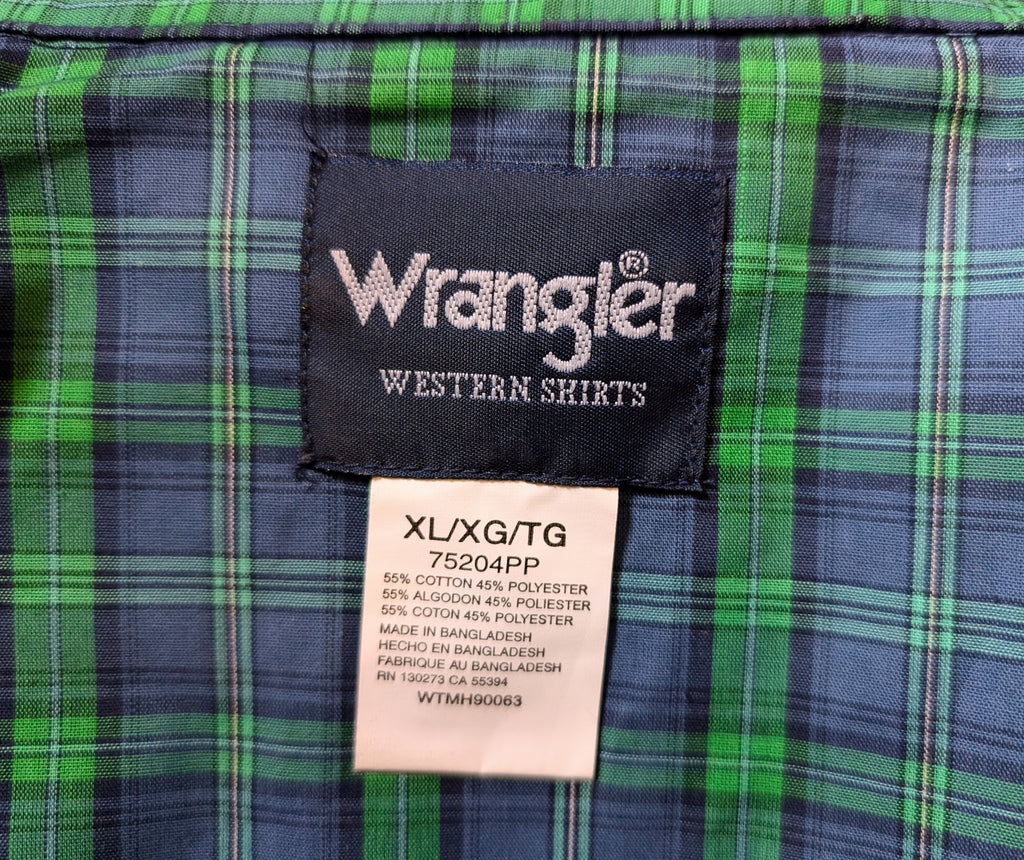 Wrangler®
WESTERN SHIRTS
XL/XG/TG
75204PP
55% COTTON 45% POLYESTER
55% ALGODON 45% POLIESTER
55% COTON 45% POLYESTER
MADE IN BANGLADESH
HECHO EN BANGLADESH
FABRIQUE AU BANGLADESH
RN 130273 CA 55394
WTMH90063